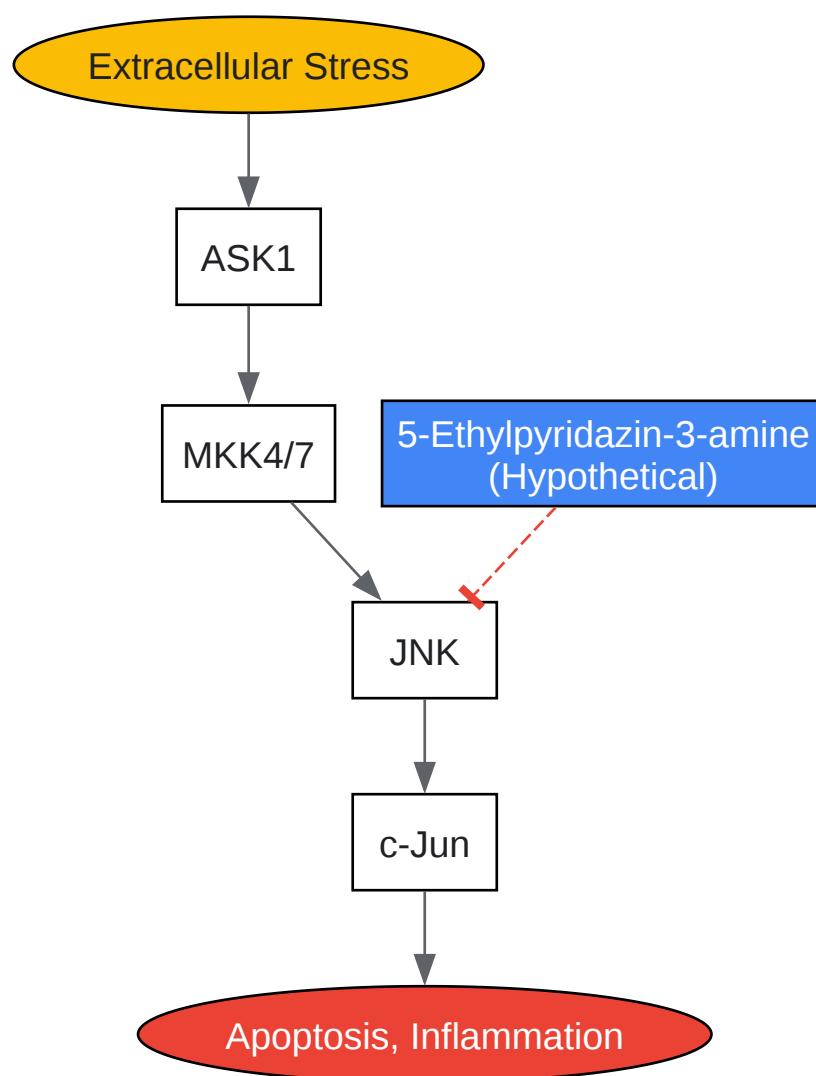 Extracellular Stress
ASK1
MKK4/7
5-Ethylpyridazin-3-amine
(Hypothetical)
JNK
c-Jun
Apoptosis, Inflammation